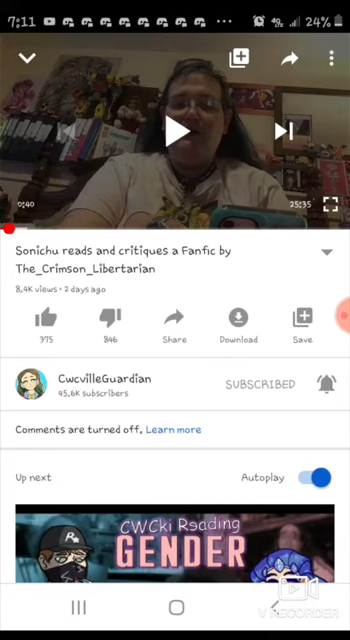 7:11
4G 24%
0:40 25:35
Sonichu reads and critiques a Fanfic by
The_Crimson_Libertarian
8,4K views • 2 days ago
375 846 Share Download Save
CwcvilleGuardian SUBSCRIBED
45,6K subscribers
Comments are turned off. Learn more
Up next Autoplay
CWCki Reading
GENDER
V RECORDER